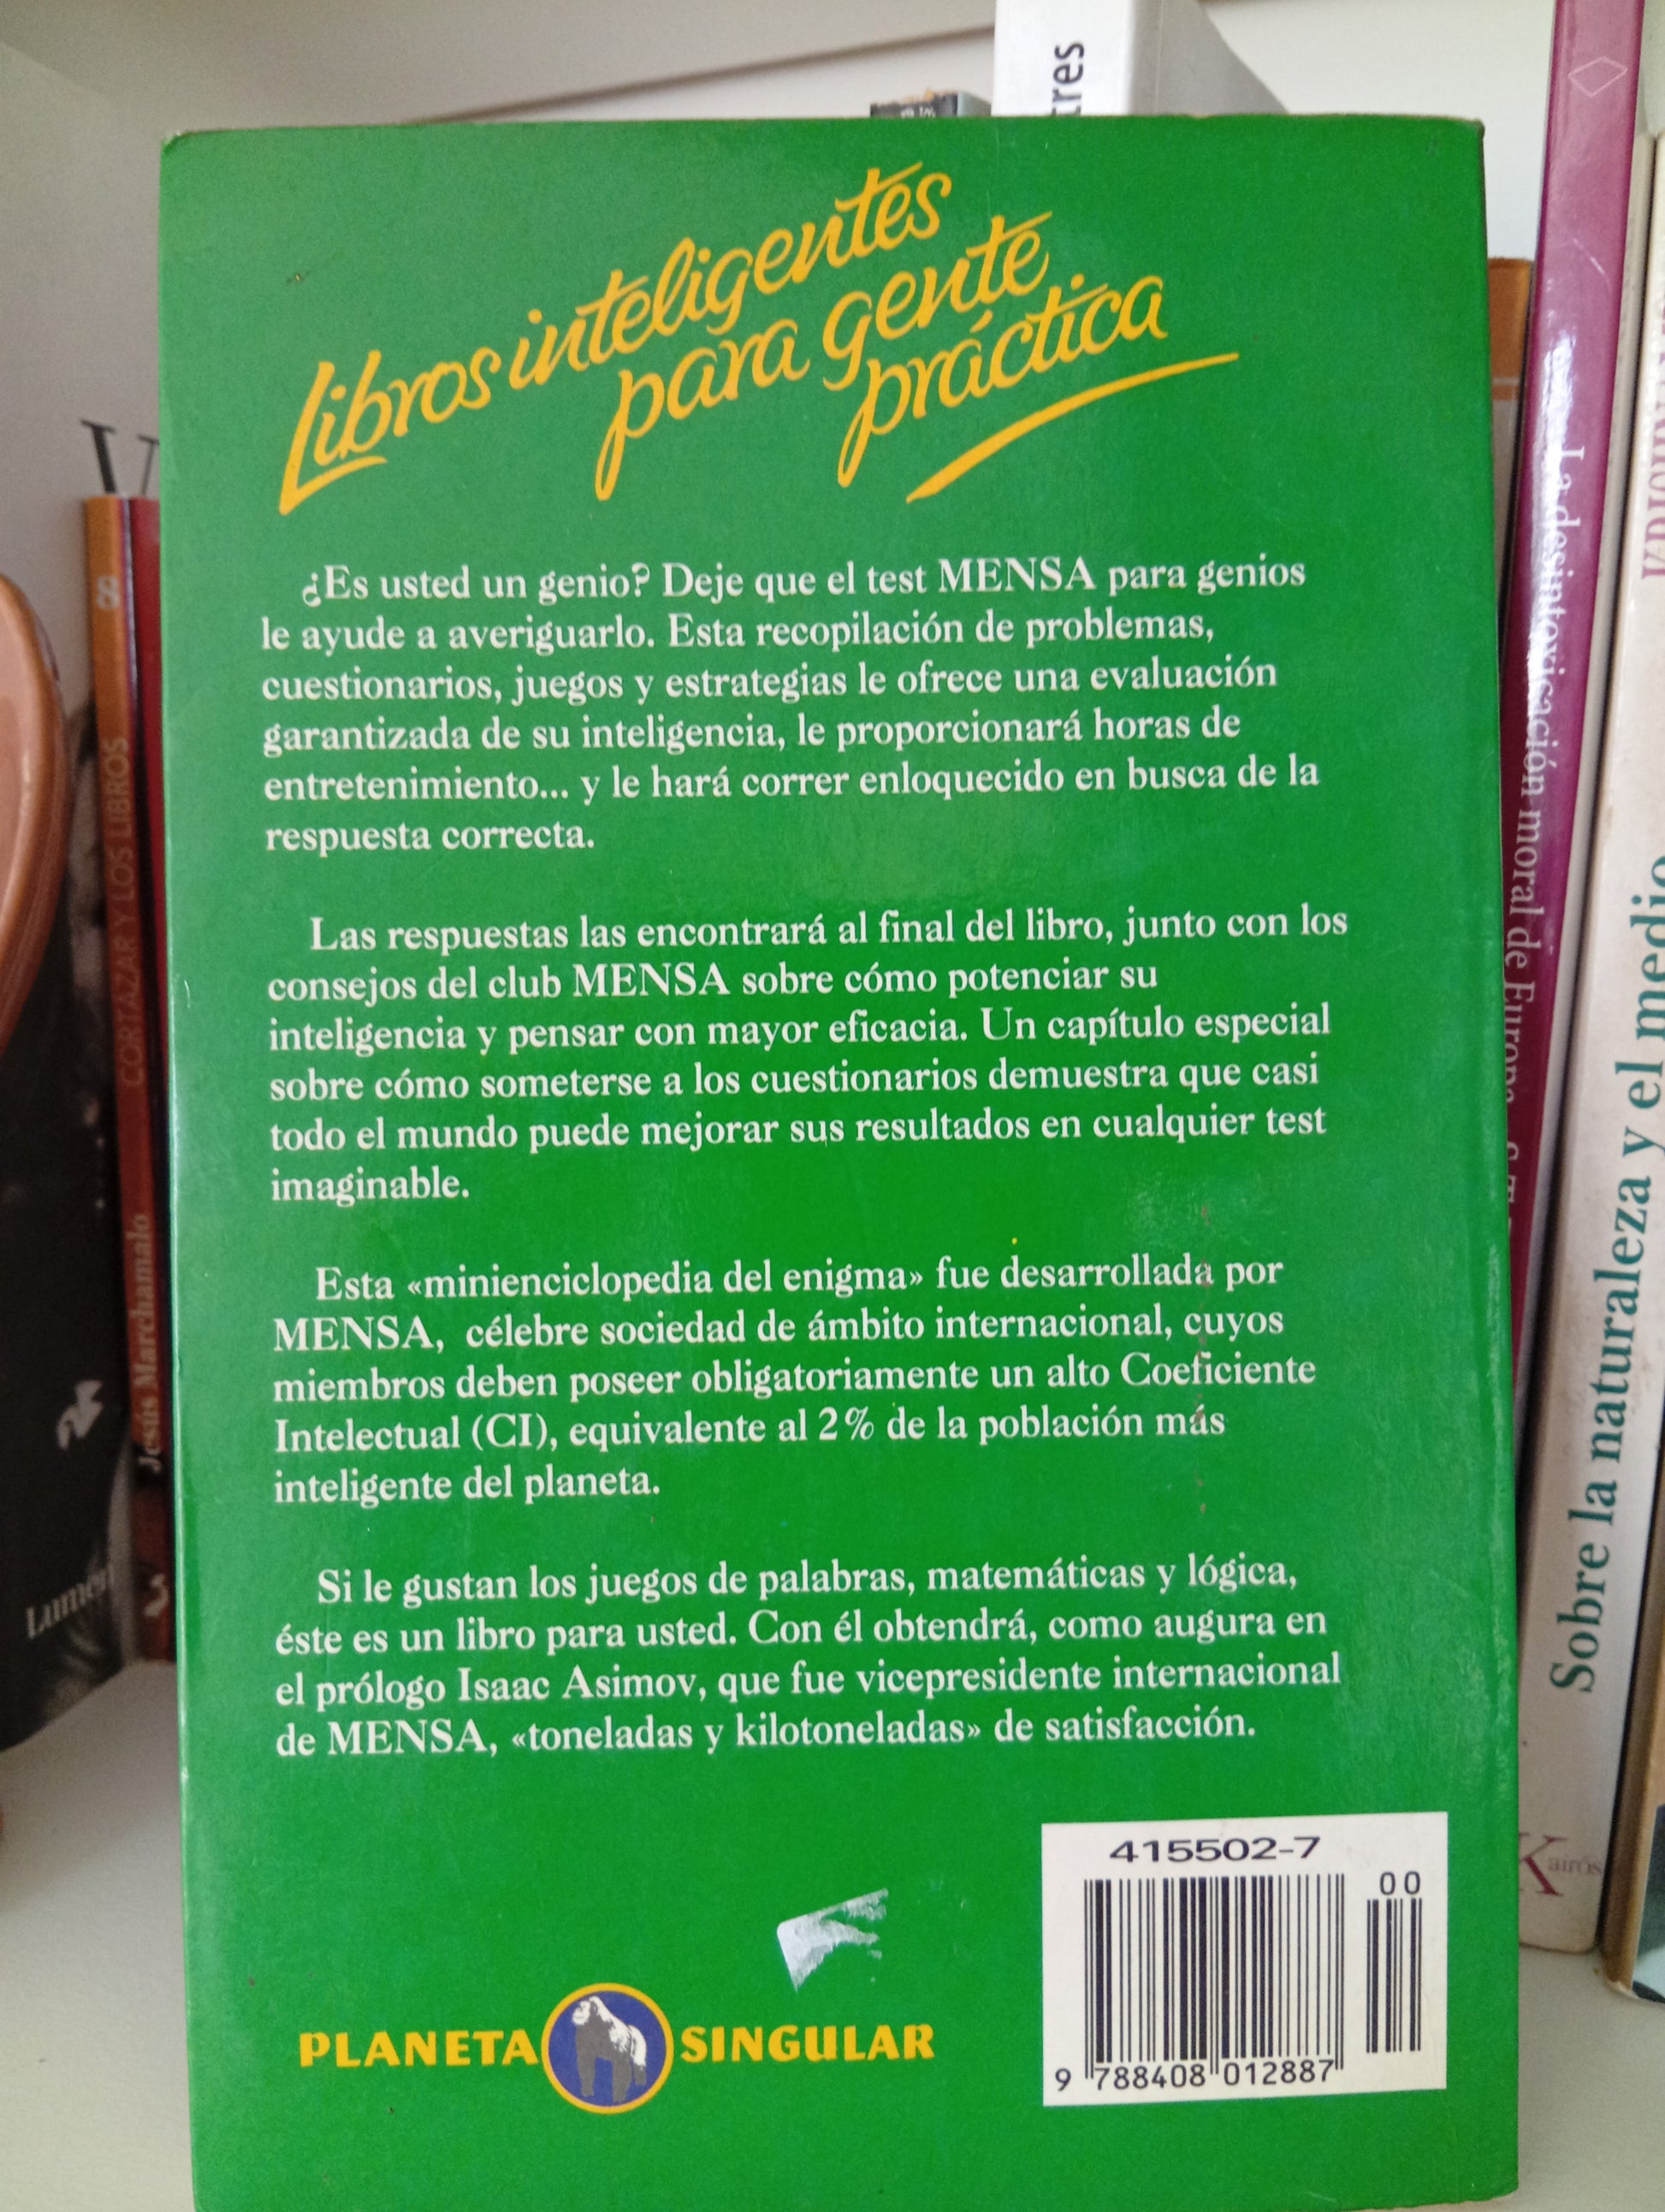 tres
Libros inteligentes
para gente
práctica
¿Es usted un genio? Deje que el test MENSA para genios
le ayude a averiguarlo. Esta recopilación de problemas,
cuestionarios, juegos y estrategias le ofrece una evaluación
garantizada de su inteligencia, le proporcionará horas de
entretenimiento... y le hará correr enloquecido en busca de la
respuesta correcta.
Las respuestas las encontrará al final del libro, junto con los
consejos del club MENSA sobre cómo potenciar su
inteligencia y pensar con mayor eficacia. Un capítulo especial
sobre cómo someterse a los cuestionarios demuestra que casi
todo el mundo puede mejorar sus resultados en cualquier test
imaginable.
Esta «minienciclopedia del enigma» fue desarrollada por
MENSA, célebre sociedad de ámbito internacional, cuyos
miembros deben poseer obligatoriamente un alto Coeficiente
Intelectual (CI), equivalente al 2% de la población más
inteligente del planeta.
Si le gustan los juegos de palabras, matemáticas y lógica,
éste es un libro para usted. Con él obtendrá, como augura en
el prólogo Isaac Asimov, que fue vicepresidente internacional
de MENSA, «toneladas y kilotoneladas» de satisfacción.
415502-7
00
9 788408 012887
PLANETA SINGULAR
8
CORTÁZAR Y LOS LIBROS
Jesús Marchamalo
Lumen
La desintoxicación moral de Europa
Sobre la naturaleza y el medio
Kairós